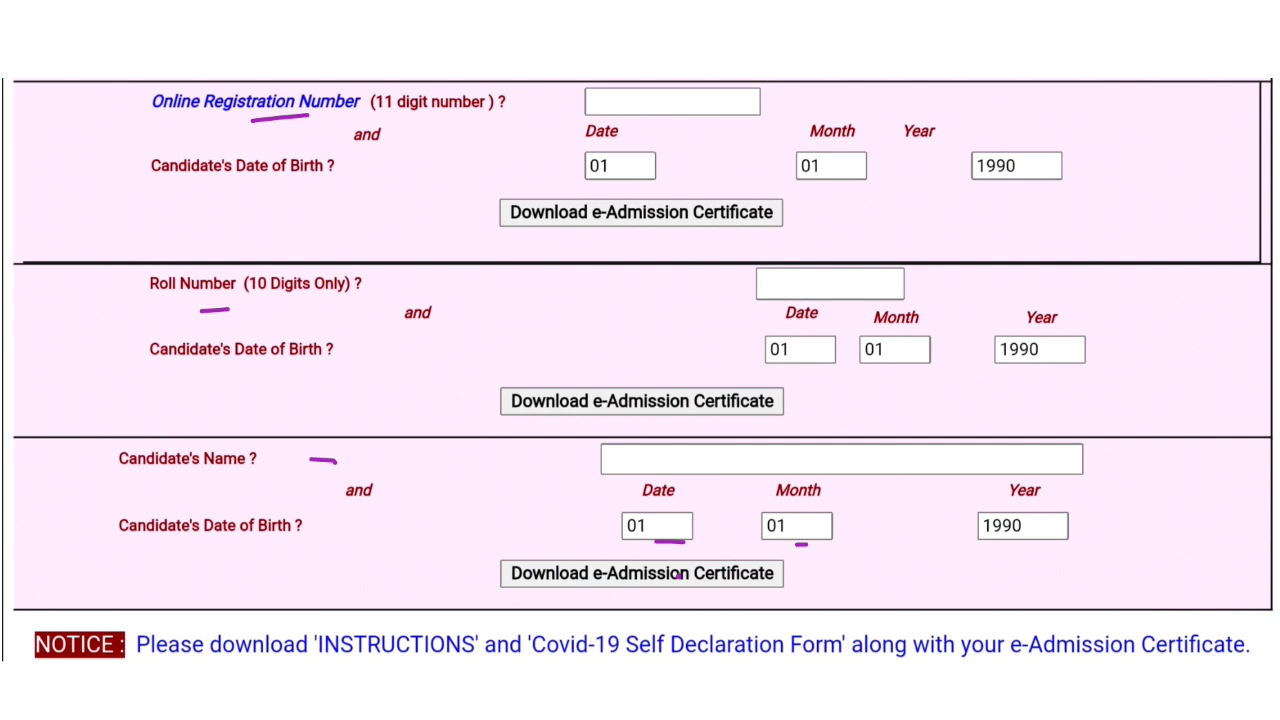 Online Registration Number (11 digit number ) ?
and Date Month Year
Candidate's Date of Birth ? 01 01 1990
Download e-Admission Certificate
Roll Number (10 Digits Only) ?
and Date Month Year
Candidate's Date of Birth ? 01 01 1990
Download e-Admission Certificate
Candidate's Name ?
and Date Month Year
Candidate's Date of Birth ? 01 01 1990
Download e-Admission Certificate
NOTICE : Please download 'INSTRUCTIONS' and 'Covid-19 Self Declaration Form' along with your e-Admission Certificate.